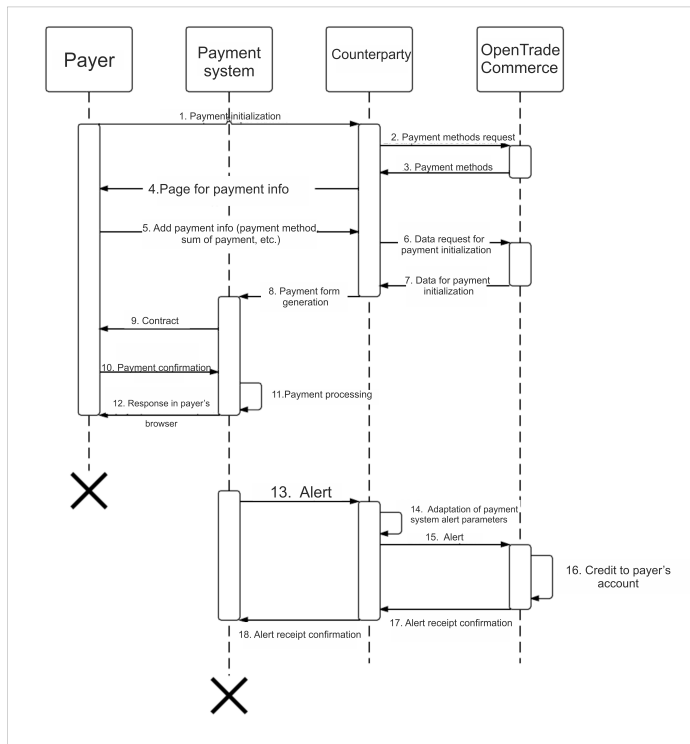 Payer
Payment
system
Counterparty
OpenTrade
Commerce
1. Payment initialization
2. Payment methods request
3. Payment methods
4.Page for payment info
5. Add payment info (payment method,
sum of payment, etc.)
6. Data request for
payment initialization
7. Data for payment
initialization
8. Payment form
generation
9. Contract
10. Payment confirmation
11.Payment processing
12. Response in payer's
browser
13. Alert
14. Adaptation of payment
system alert parameters
15. Alert
16. Credit to payer's
account
17. Alert receipt confirmation
18. Alert receipt confirmation